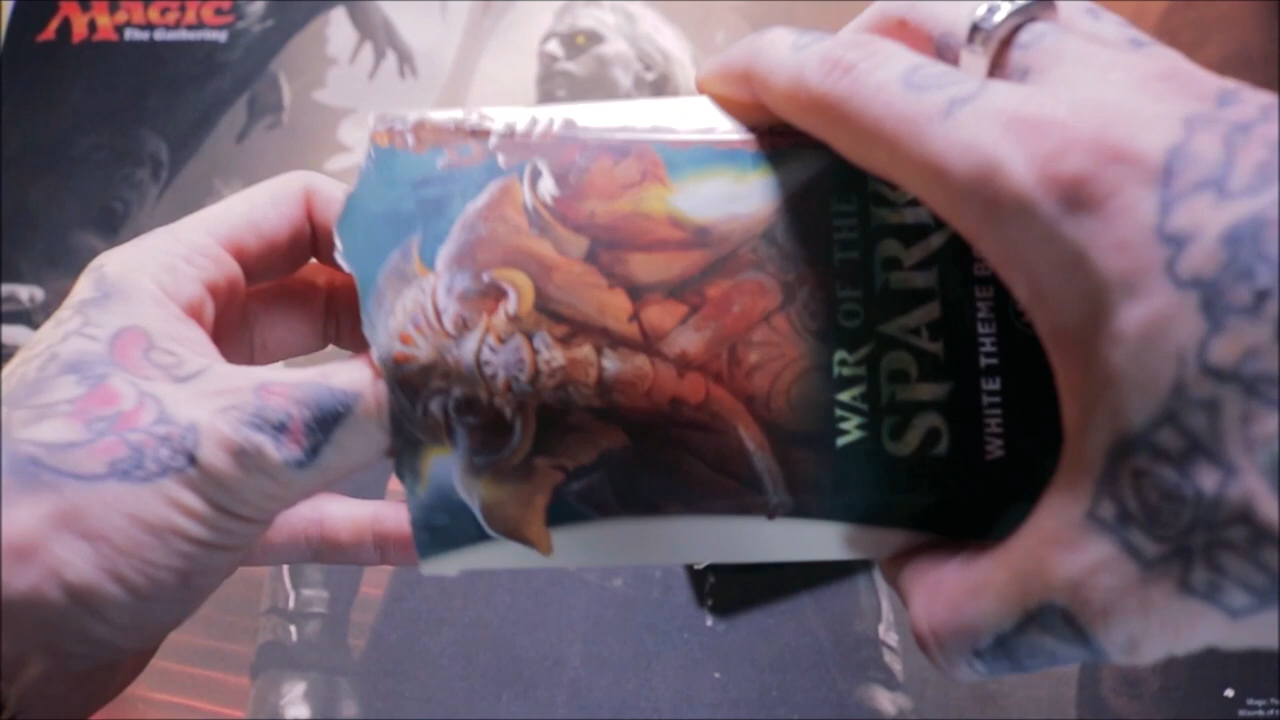 Magic
The Gathering
WAR OF THE
SPARK
WHITE THEME B